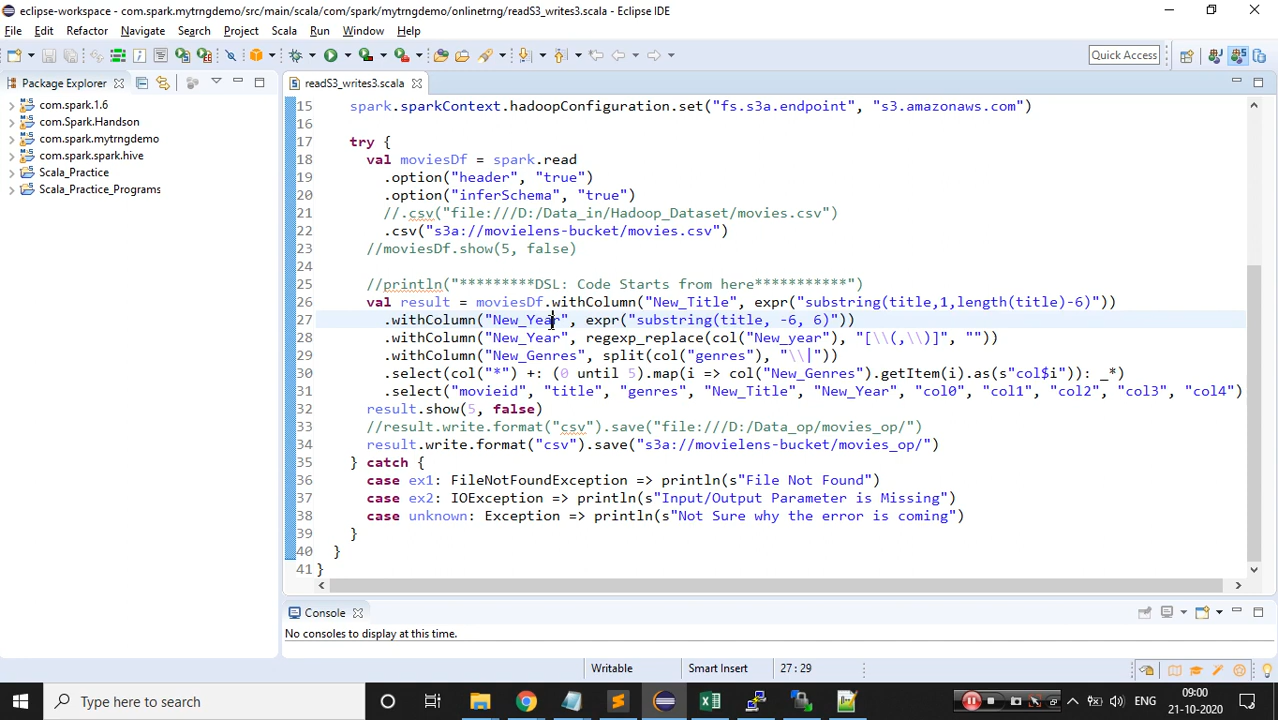 eclipse-workspace - com.spark.mytrngdemo/src/main/scala/com/spark/mytrngdemo/onlinetrng/readS3_writes3.scala - Eclipse IDE
File Edit Refactor Navigate Search Project Scala Run Window Help
Quick Access
Package Explorer
readS3_writes3.scala
com.spark.1.6
com.Spark.Handson
com.spark.mytrngdemo
com.spark.spark.hive
Scala_Practice
Scala_Practice_Programs
15 spark.sparkContext.hadoopConfiguration.set("fs.s3a.endpoint", "s3.amazonaws.com")
16
17 try {
18 val moviesDf = spark.read
19 .option("header", "true")
20 .option("inferSchema", "true")
21 //.csv("file:///D:/Data_in/Hadoop_Dataset/movies.csv")
22 .csv("s3a://movielens-bucket/movies.csv")
23 //moviesDf.show(5, false)
24
25 //println("*********DSL: Code Starts from here***********")
26 val result = moviesDf.withColumn("New_Title", expr("substring(title,1,length(title)-6)"))
27 .withColumn("New_Year", expr("substring(title, -6, 6)"))
28 .withColumn("New_Year", regexp_replace(col("New_year"), "[\\(,\\)]", ""))
29 .withColumn("New_Genres", split(col("genres"), "\\|"))
30 .select(col("*") +: (0 until 5).map(i => col("New_Genres").getItem(i).as(s"col$i")): _*)
31 .select("movieid", "title", "genres", "New_Title", "New_Year", "col0", "col1", "col2", "col3", "col4")
32 result.show(5, false)
33 //result.write.format("csv").save("file:///D:/Data_op/movies_op/")
34 result.write.format("csv").save("s3a://movielens-bucket/movies_op/")
35 } catch {
36 case ex1: FileNotFoundException => println(s"File Not Found")
37 case ex2: IOException => println(s"Input/Output Parameter is Missing")
38 case unknown: Exception => println(s"Not Sure why the error is coming")
39 }
40 }
41 }
Console
No consoles to display at this time.
Writable Smart Insert 27 : 29
Type here to search
ENG
09:00
21-10-2020